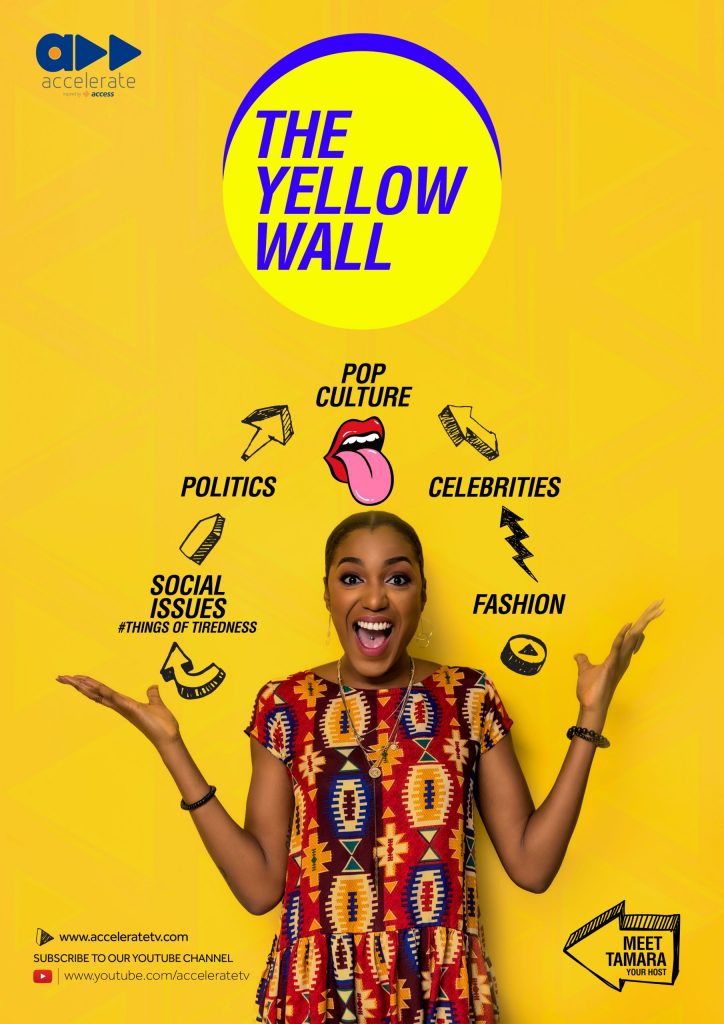 accelerate
inspired by access
THE
YELLOW
WALL
POP
CULTURE
POLITICS
CELEBRITIES
SOCIAL
ISSUES
#THINGS OF TIREDNESS
FASHION
www.acceleratetv.com
SUBSCRIBE TO OUR YOUTUBE CHANNEL
www.youtube.com/acceleratetv
MEET
TAMARA
YOUR HOST